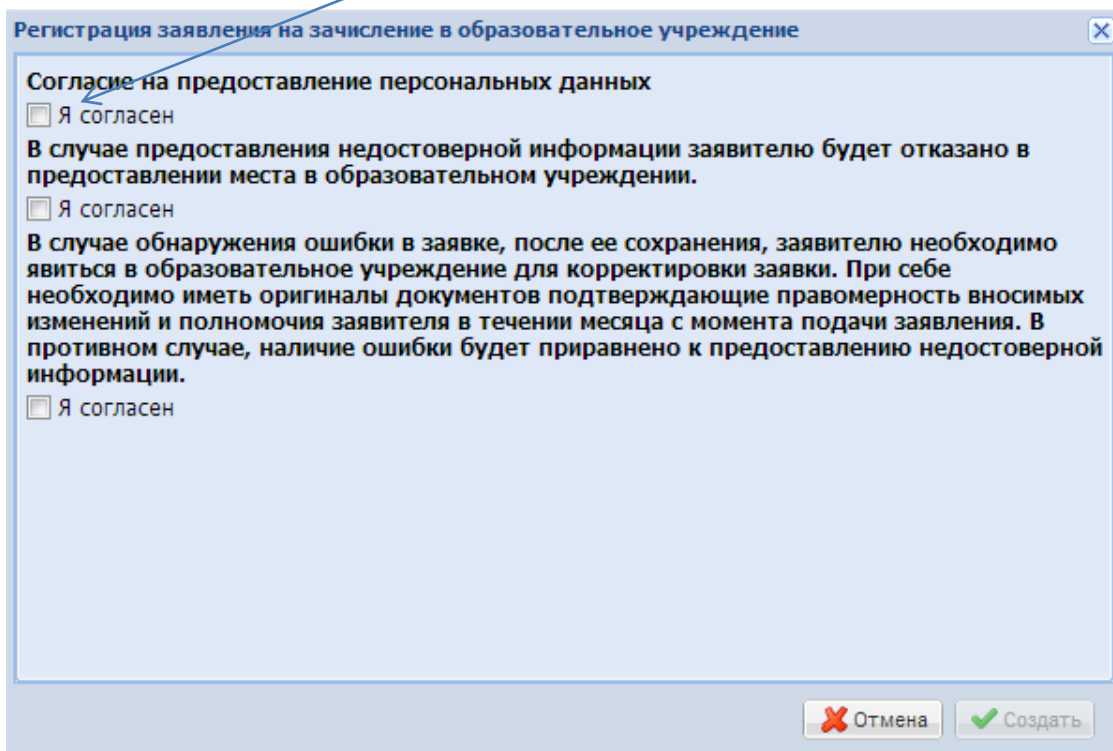 Регистрация заявления на зачисление в образовательное учреждение
Согласие на предоставление персональных данных
Я согласен
В случае предоставления недостоверной информации заявителю будет отказано в
предоставлении места в образовательном учреждении.
Я согласен
В случае обнаружения ошибки в заявке, после ее сохранения, заявителю необходимо
явиться в образовательное учреждение для корректировки заявки. При себе
необходимо иметь оригиналы документов подтверждающие правомерность вносимых
изменений и полномочия заявителя в течении месяца с момента подачи заявления. В
противном случае, наличие ошибки будет приравнено к предоставлению недостоверной
информации.
Я согласен
Отмена Создать